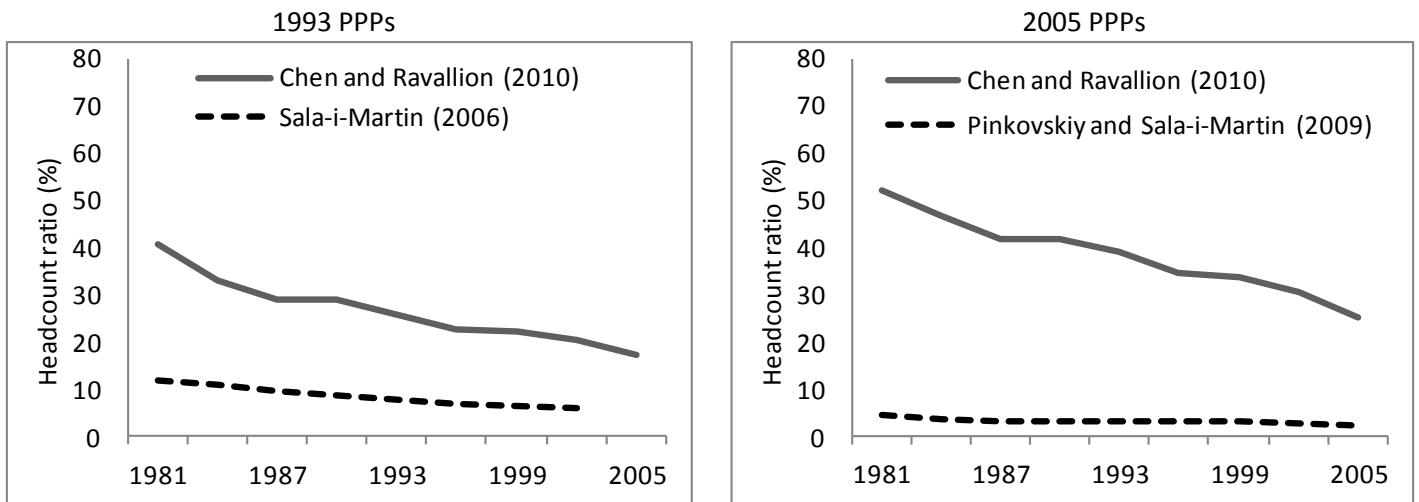 1993 PPPs
80
70
60
50
40
30
20
10
0
Headcount ratio (%)
Chen and Ravallion (2010)
Sala-i-Martin (2006)
1981 1987 1993 1999 2005
2005 PPPs
80
70
60
50
40
30
20
10
0
Headcount ratio (%)
Chen and Ravallion (2010)
Pinkovskiy and Sala-i-Martin (2009)
1981 1987 1993 1999 2005